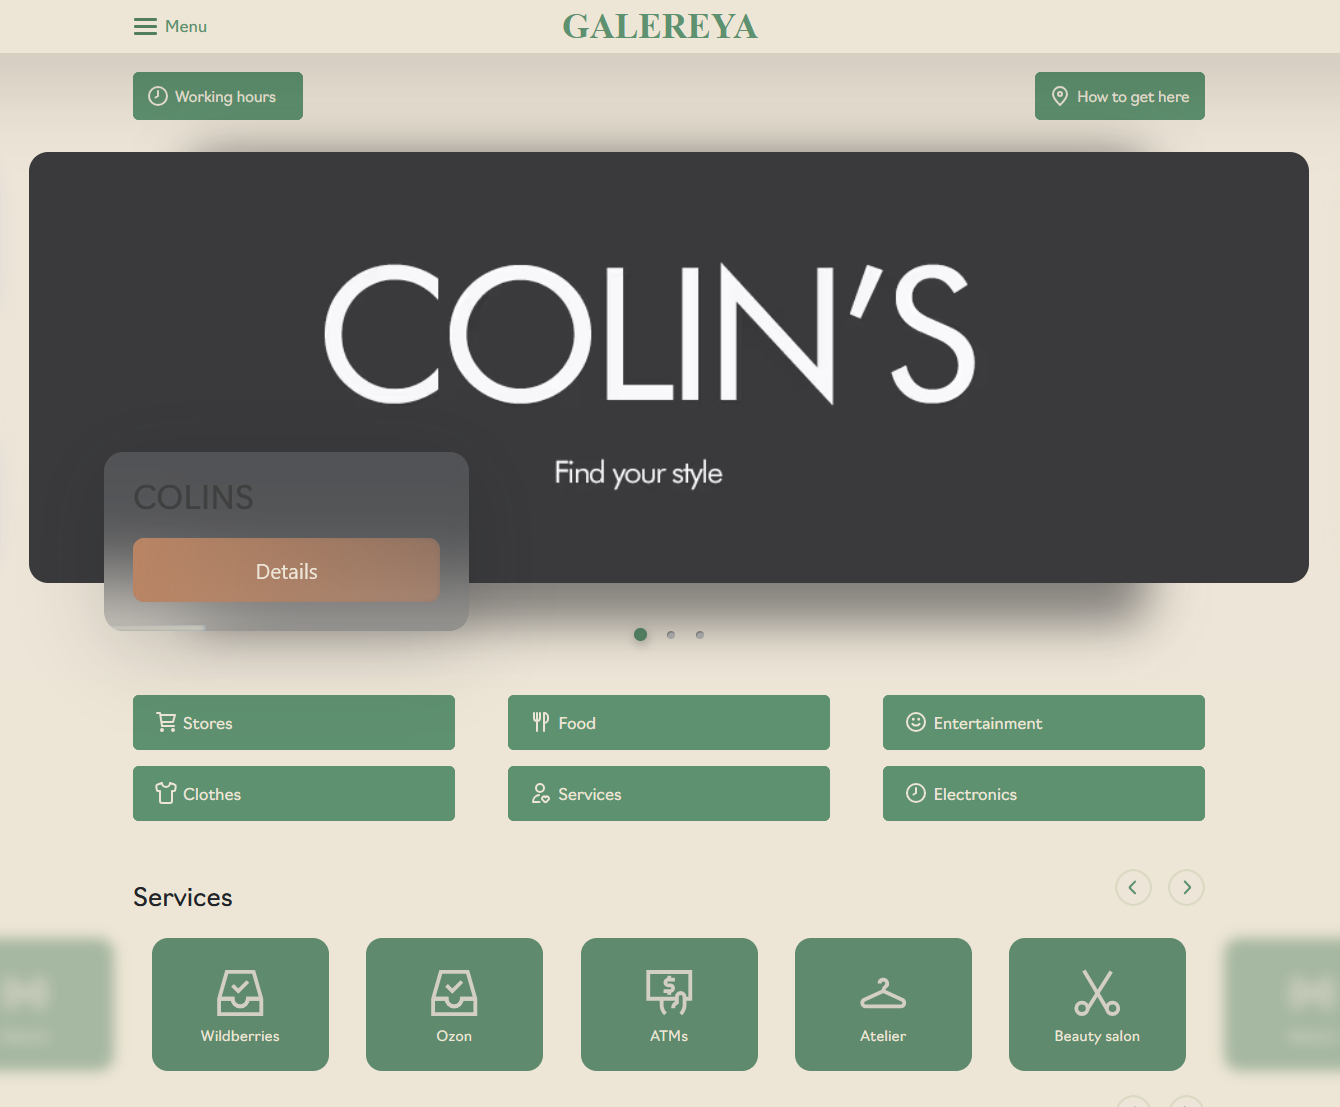 Menu
GALEREYA
Working hours
How to get here
COLIN'S
Find your style
COLINS
Details
Stores
Food
Entertainment
Clothes
Services
Electronics
Services
Wildberries
Ozon
ATMs
Atelier
Beauty salon